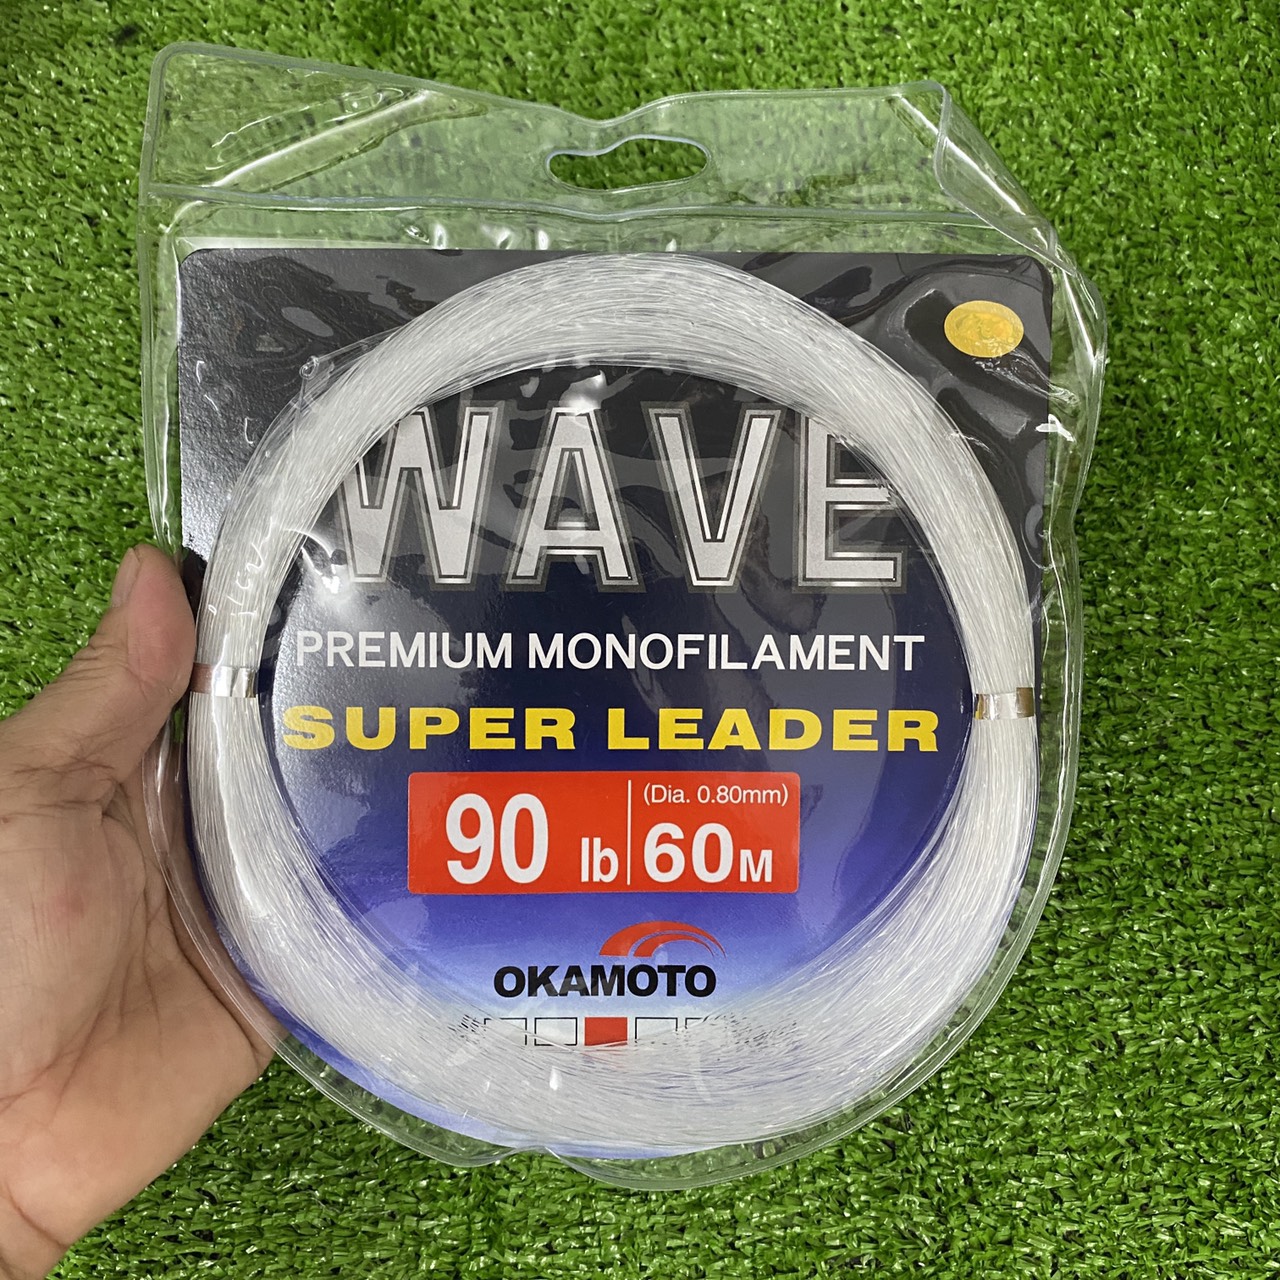 WAVE
PREMIUM MONOFILAMENT
SUPER LEADER
90 lb
(Dia. 0.80mm)
60M
OKAMOTO